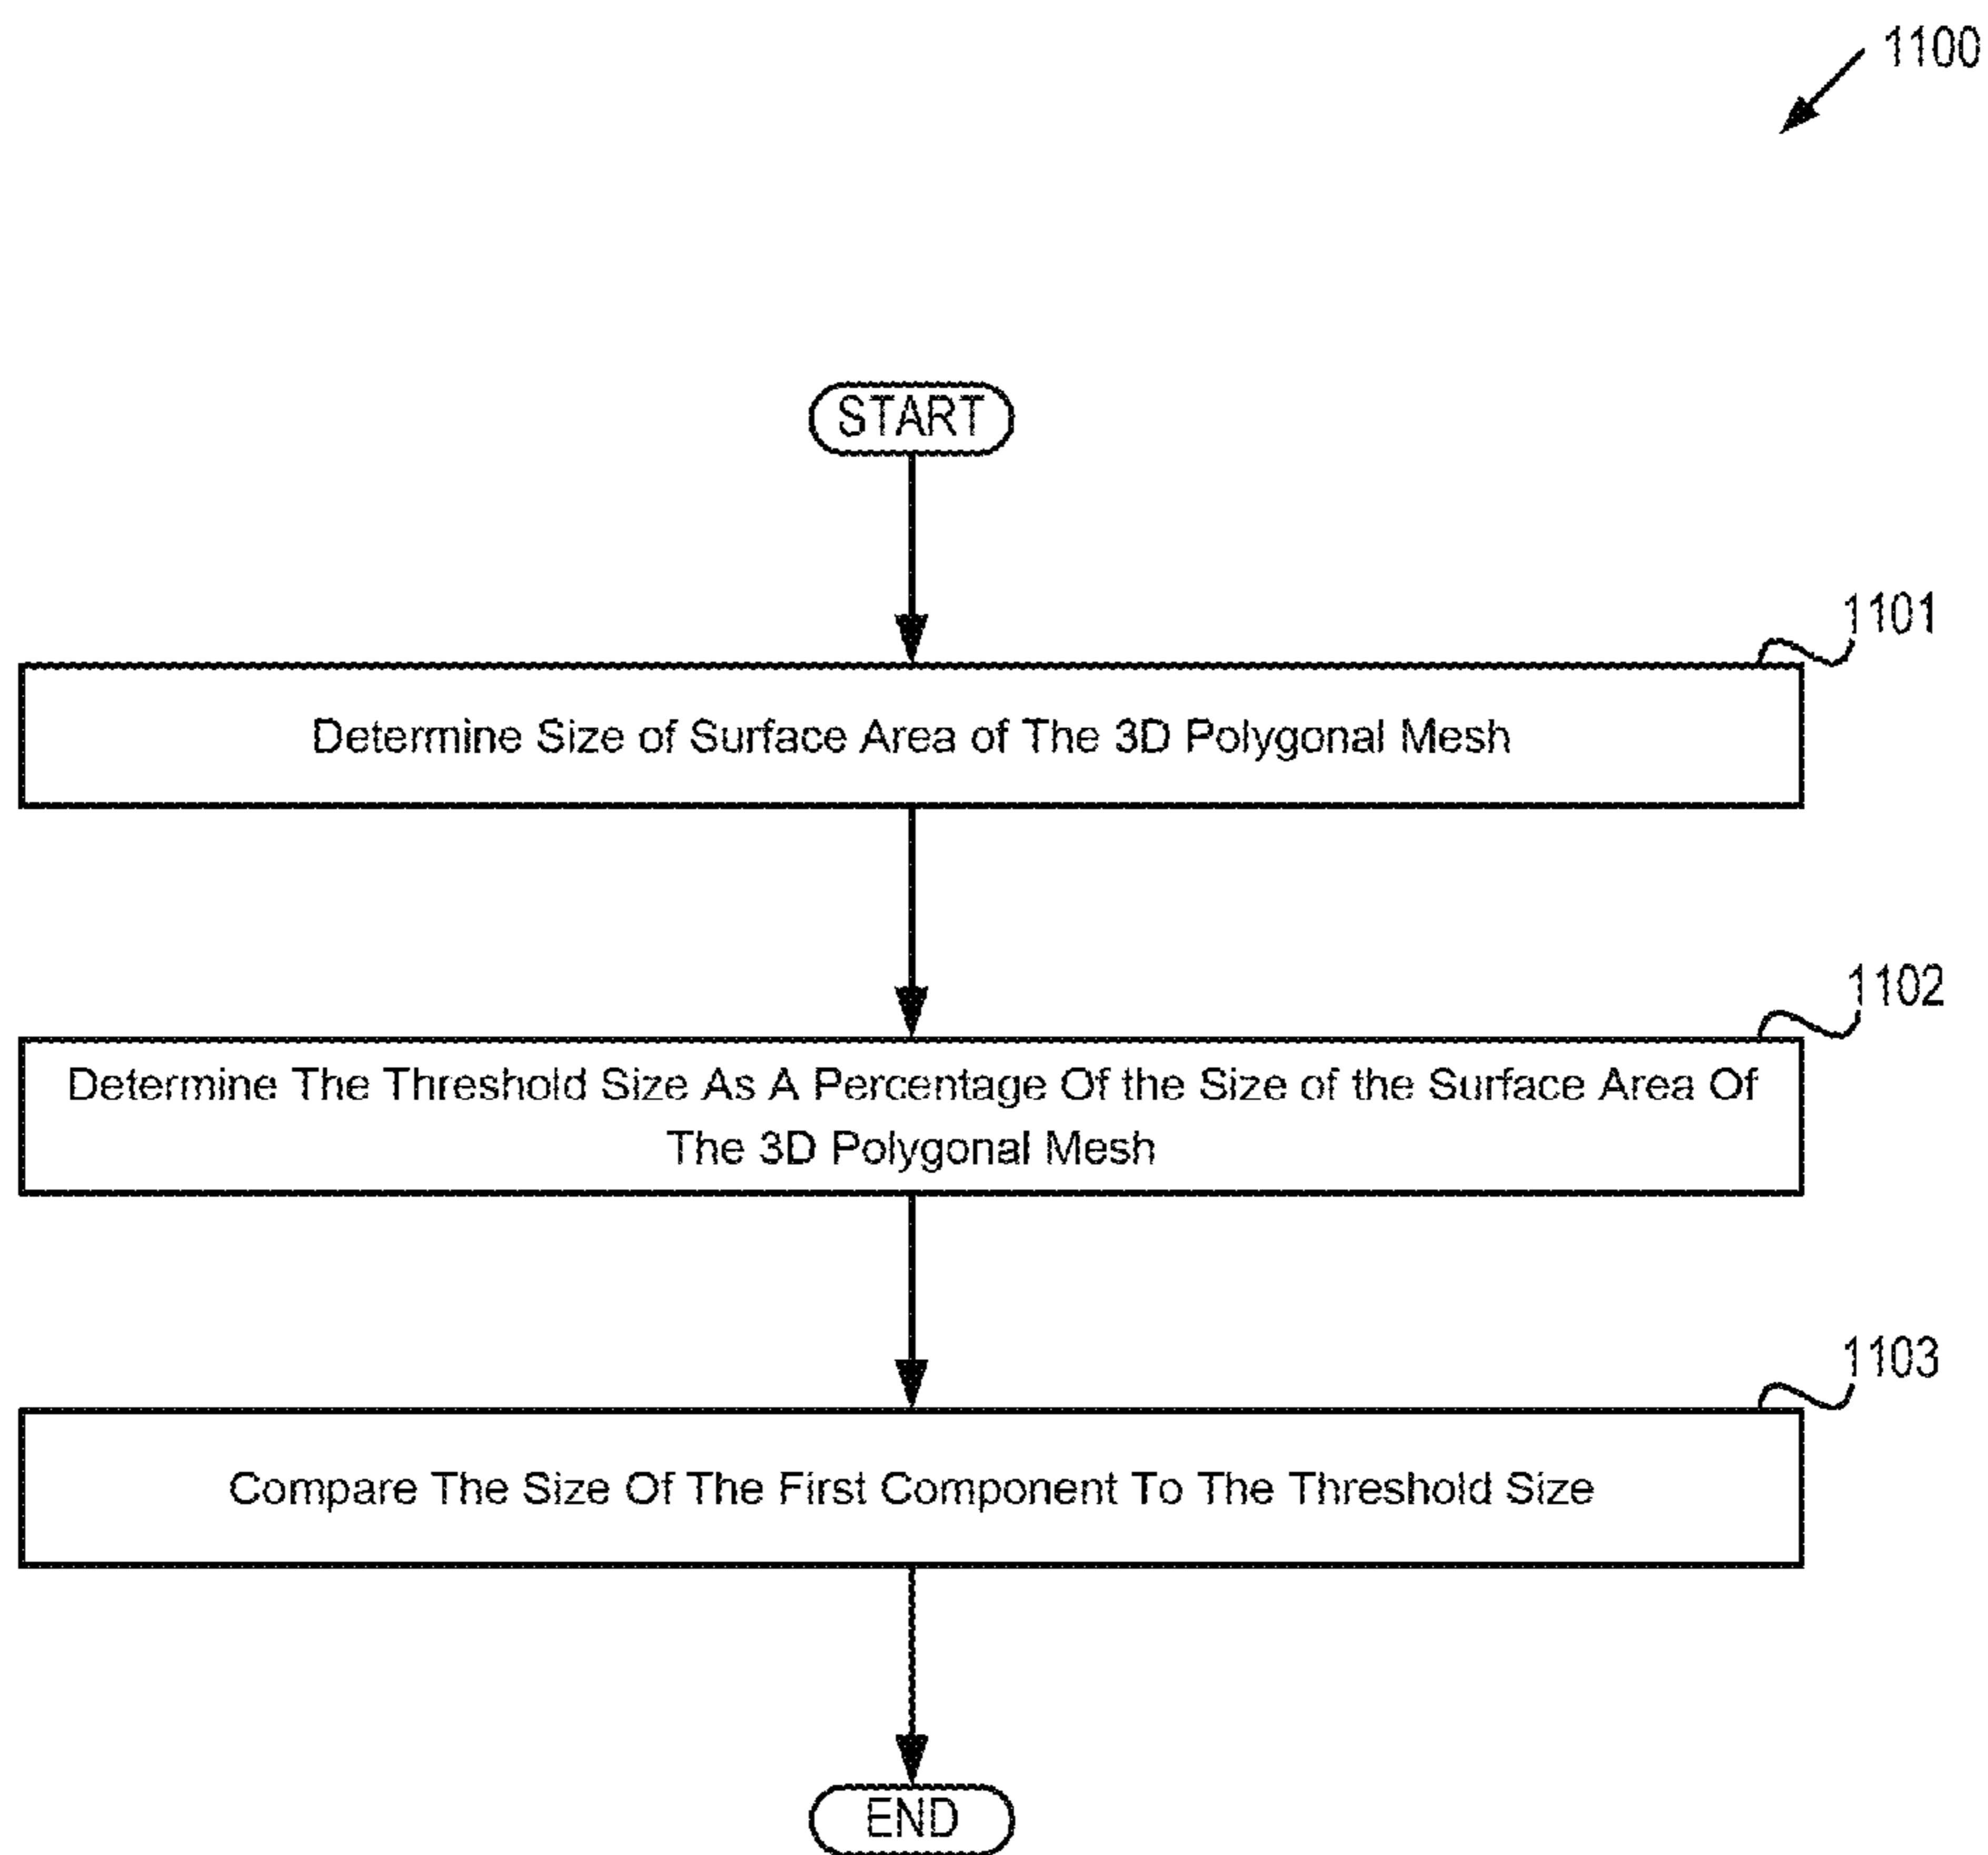 1100
START
1101
Determine Size of Surface Area of The 3D Polygonal Mesh
1102
Determine The Threshold Size As A Percentage Of the Size of the Surface Area Of
The 3D Polygonal Mesh
1103
Compare The Size Of The First Component To The Threshold Size
END